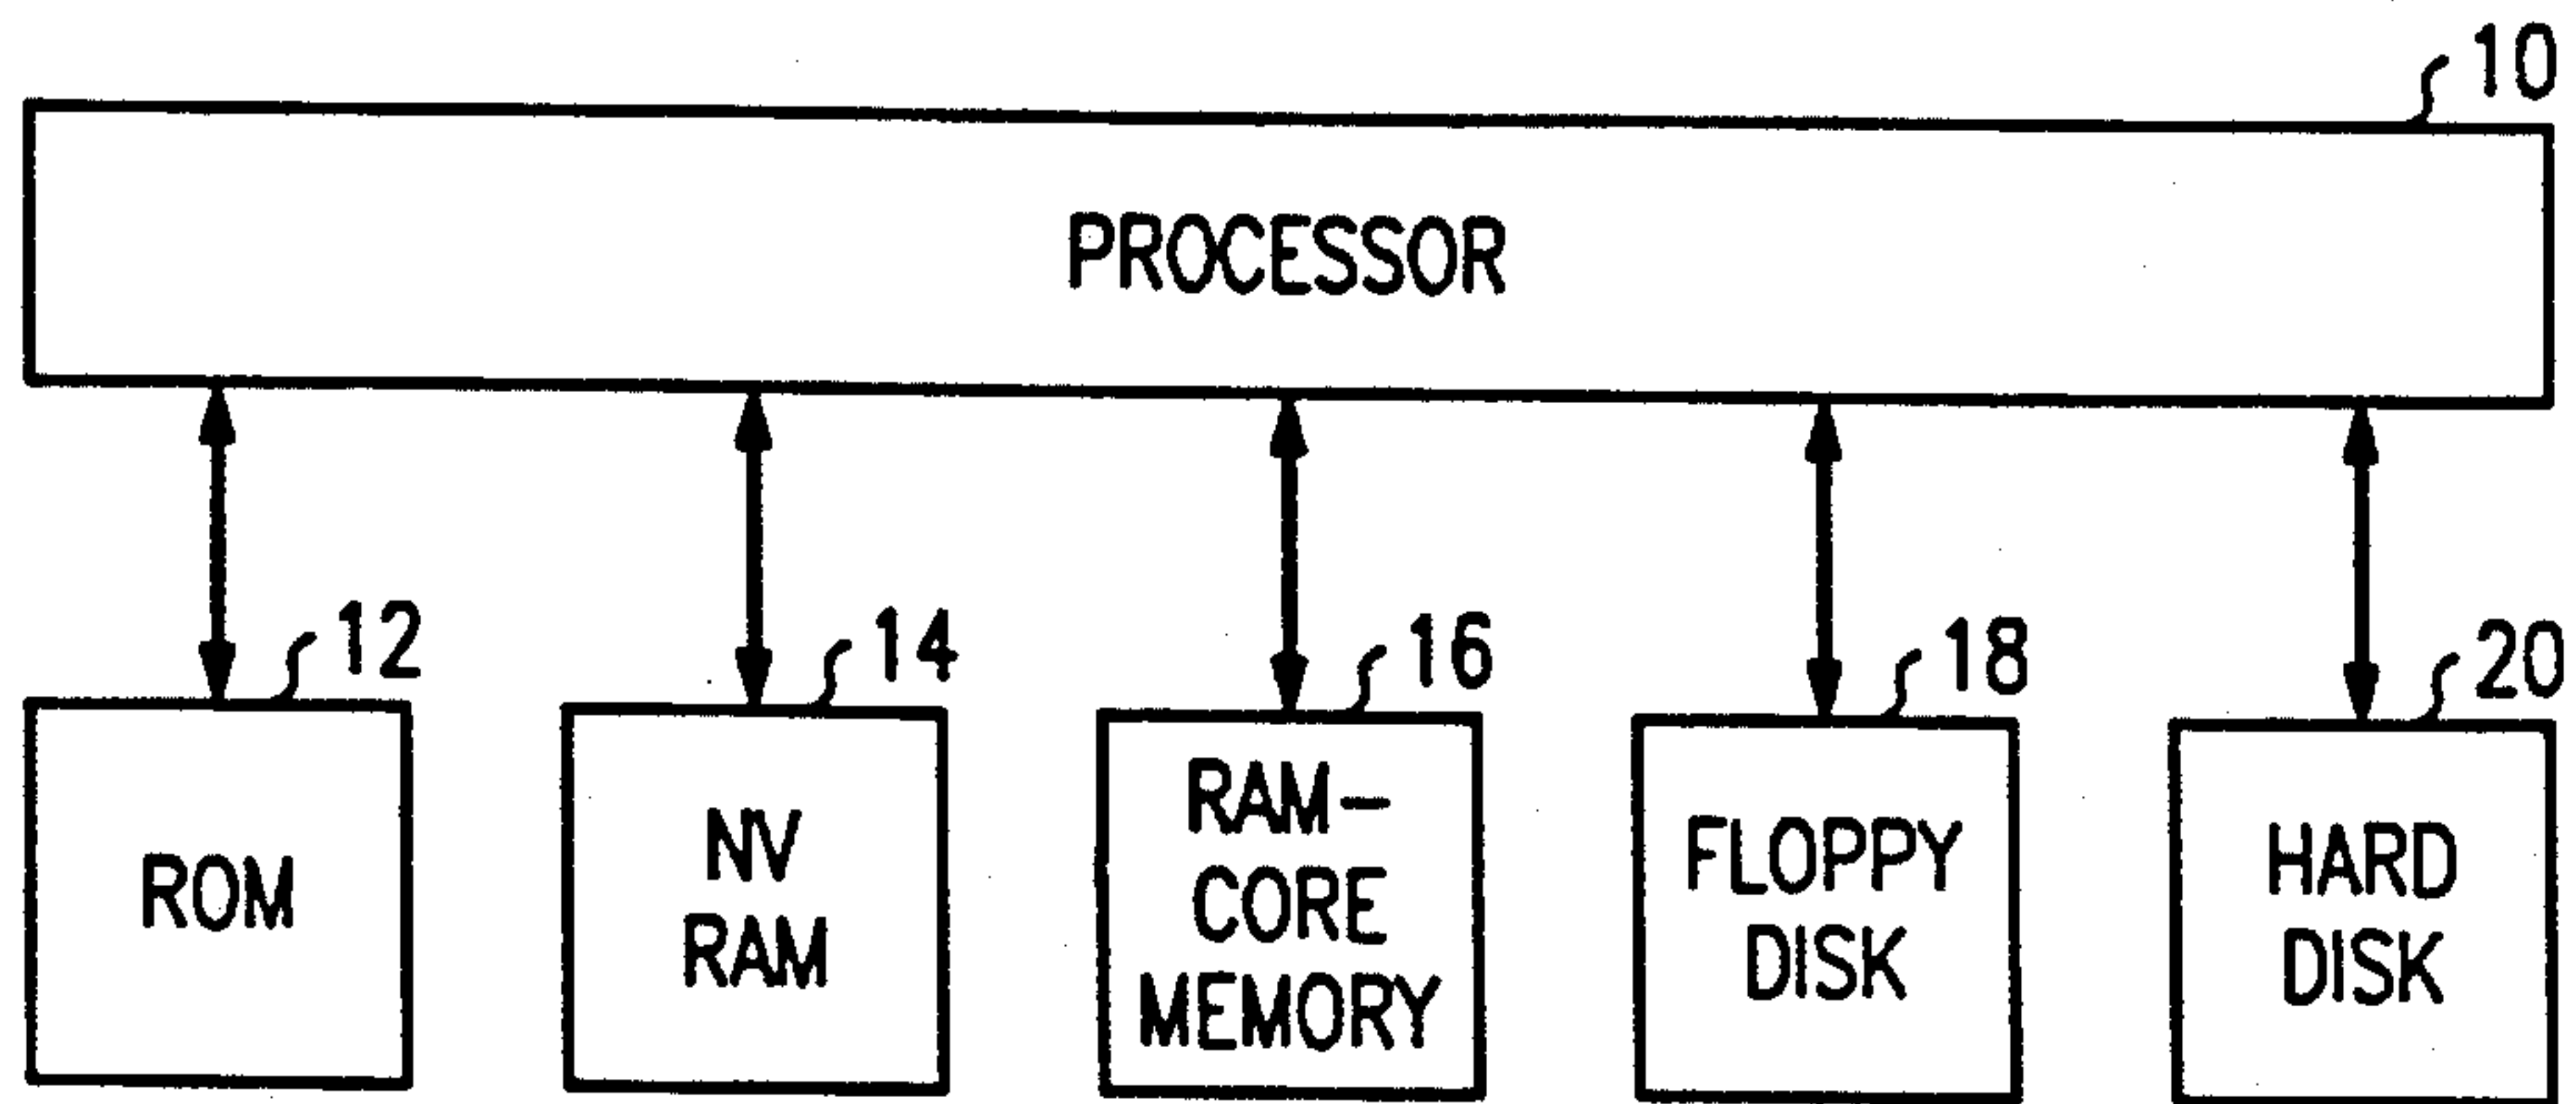 10
PROCESSOR
12
14
16
18
20
ROM
NV
RAM
RAM-
CORE
MEMORY
FLOPPY
DISK
HARD
DISK